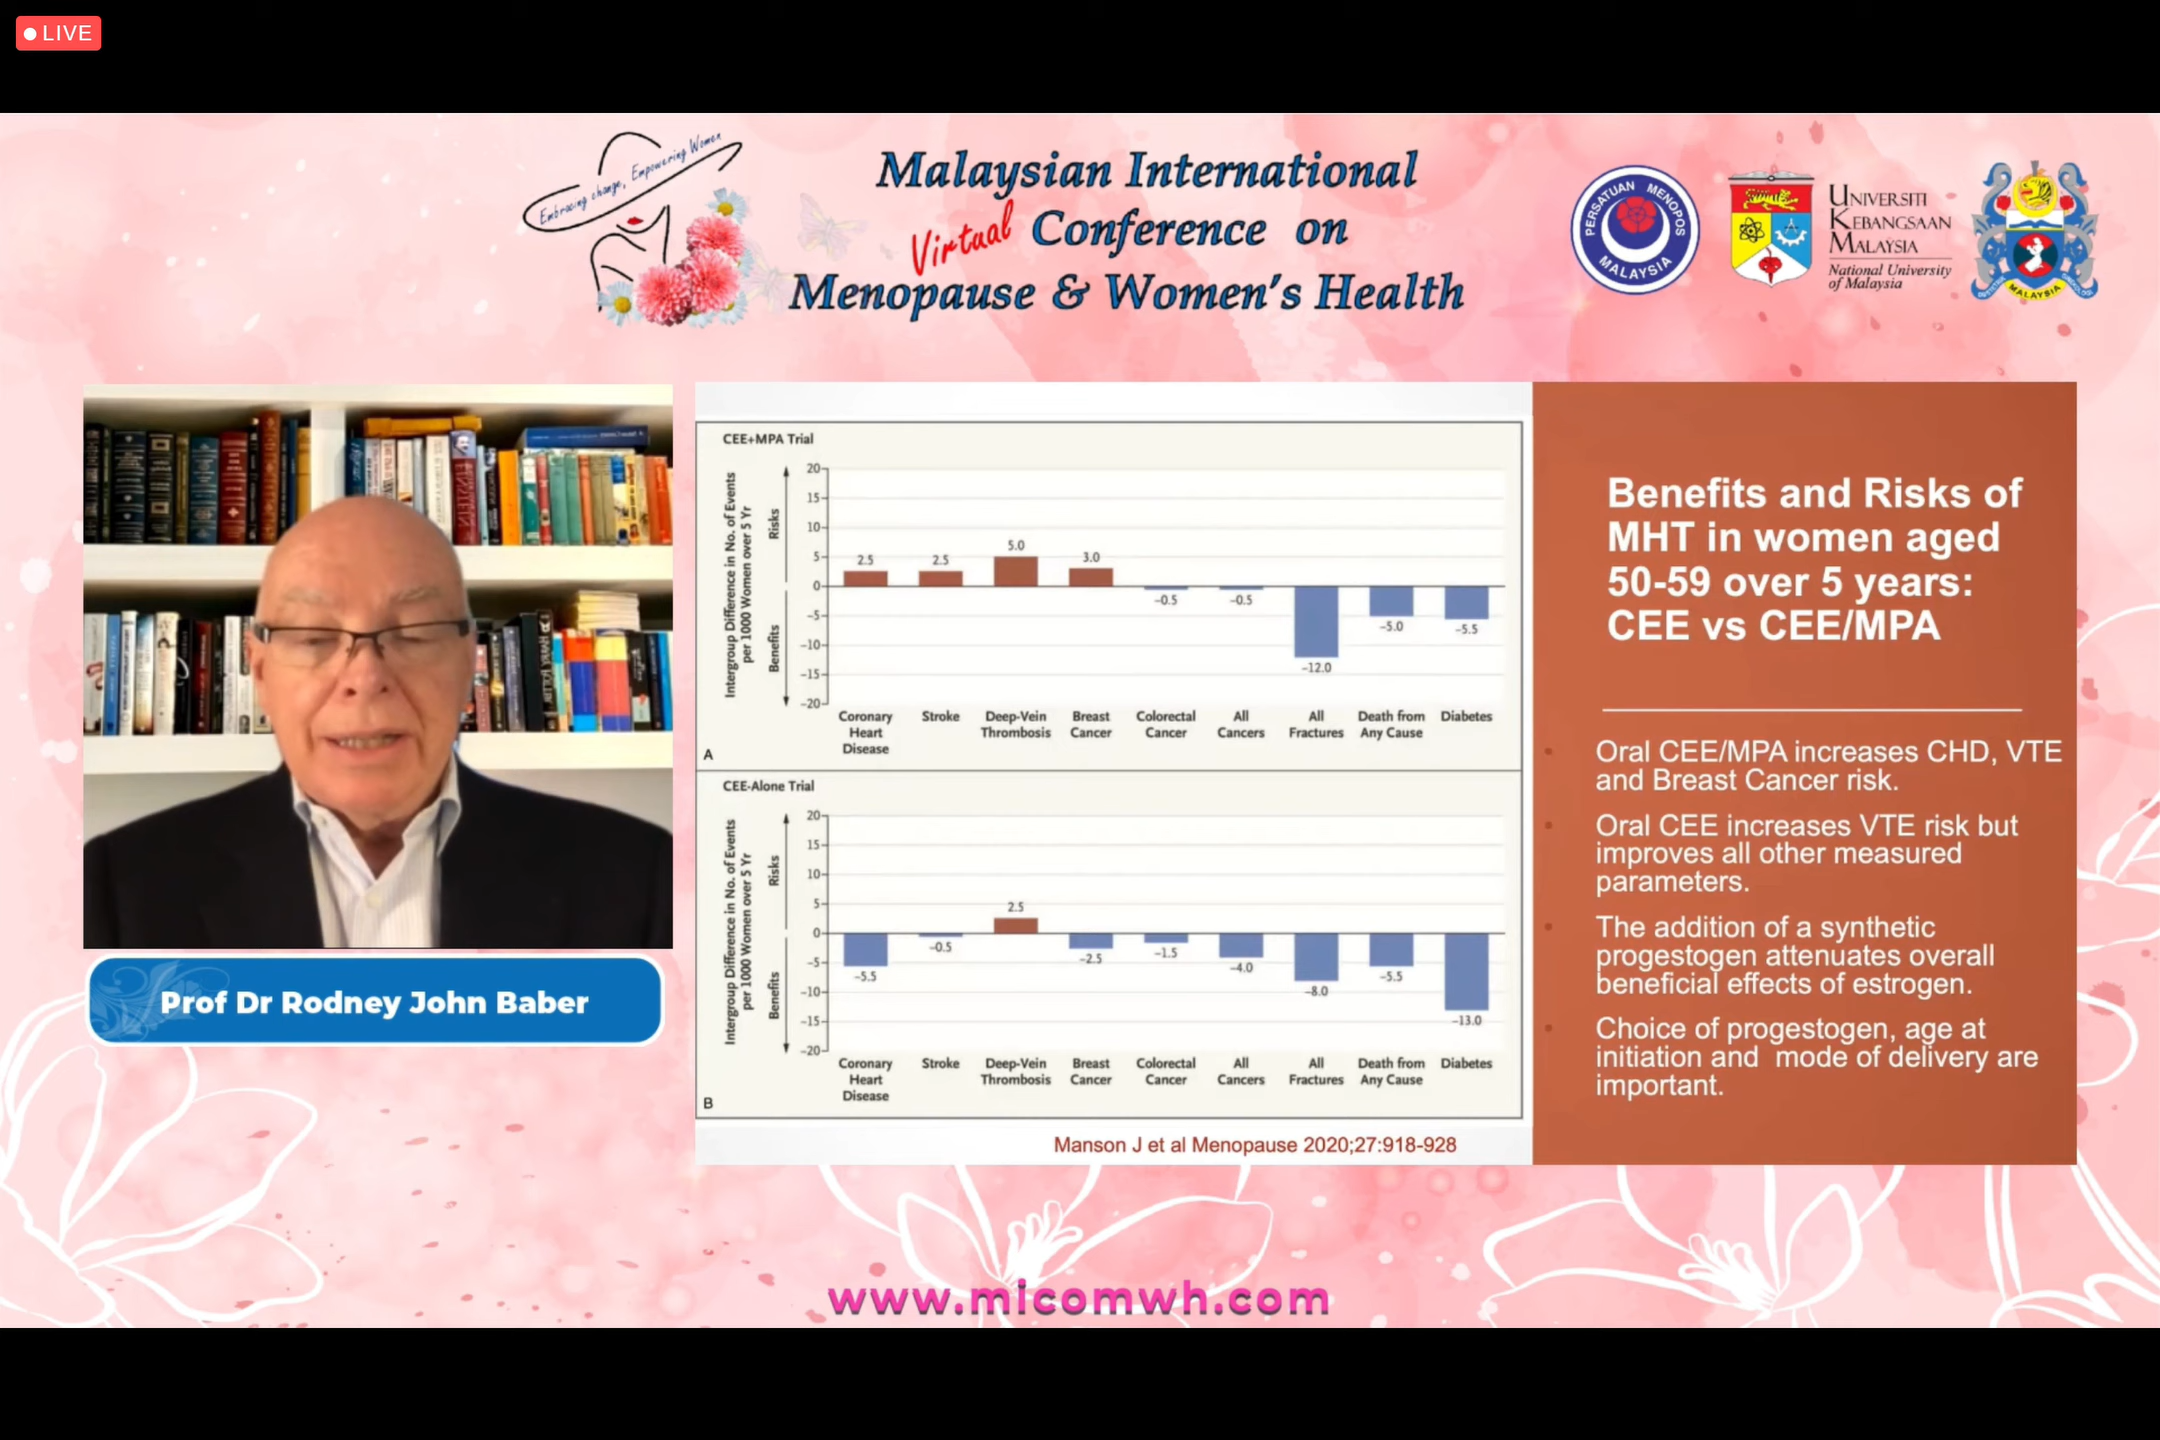 LIVE
Embracing change, Empowering Women
Malaysian International
Virtual Conference on
Menopause & Women's Health
PERSATUAN MENOPOS
MALAYSIA
UNIVERSITI
KEBANGSAAN
MALAYSIA
National University
of Malaysia
MALAYSIA
Prof Dr Rodney John Baber
CEE+MPA Trial
Intergroup Difference in No. of Events
per 1000 Women over 5 Yr
Risks
Benefits
20
15
10
5
0
−5
−10
−15
−20
2.5
2.5
5.0
3.0
−0.5
−0.5
−12.0
−5.0
−5.5
Coronary Heart Disease
Stroke
Deep-Vein Thrombosis
Breast Cancer
Colorectal Cancer
All Cancers
All Fractures
Death from Any Cause
Diabetes
A
CEE-Alone Trial
Intergroup Difference in No. of Events
per 1000 Women over 5 Yr
Risks
Benefits
20
15
10
5
0
−5
−10
−15
−20
−5.5
−0.5
2.5
−2.5
−1.5
−4.0
−8.0
−5.5
−13.0
Coronary Heart Disease
Stroke
Deep-Vein Thrombosis
Breast Cancer
Colorectal Cancer
All Cancers
All Fractures
Death from Any Cause
Diabetes
B
Manson J et al Menopause 2020;27:918-928
Benefits and Risks of
MHT in women aged
50-59 over 5 years:
CEE vs CEE/MPA
• Oral CEE/MPA increases CHD, VTE
and Breast Cancer risk.
• Oral CEE increases VTE risk but
improves all other measured
parameters.
• The addition of a synthetic
progestogen attenuates overall
beneficial effects of estrogen.
• Choice of progestogen, age at
initiation and mode of delivery are
important.
www.micomwh.com